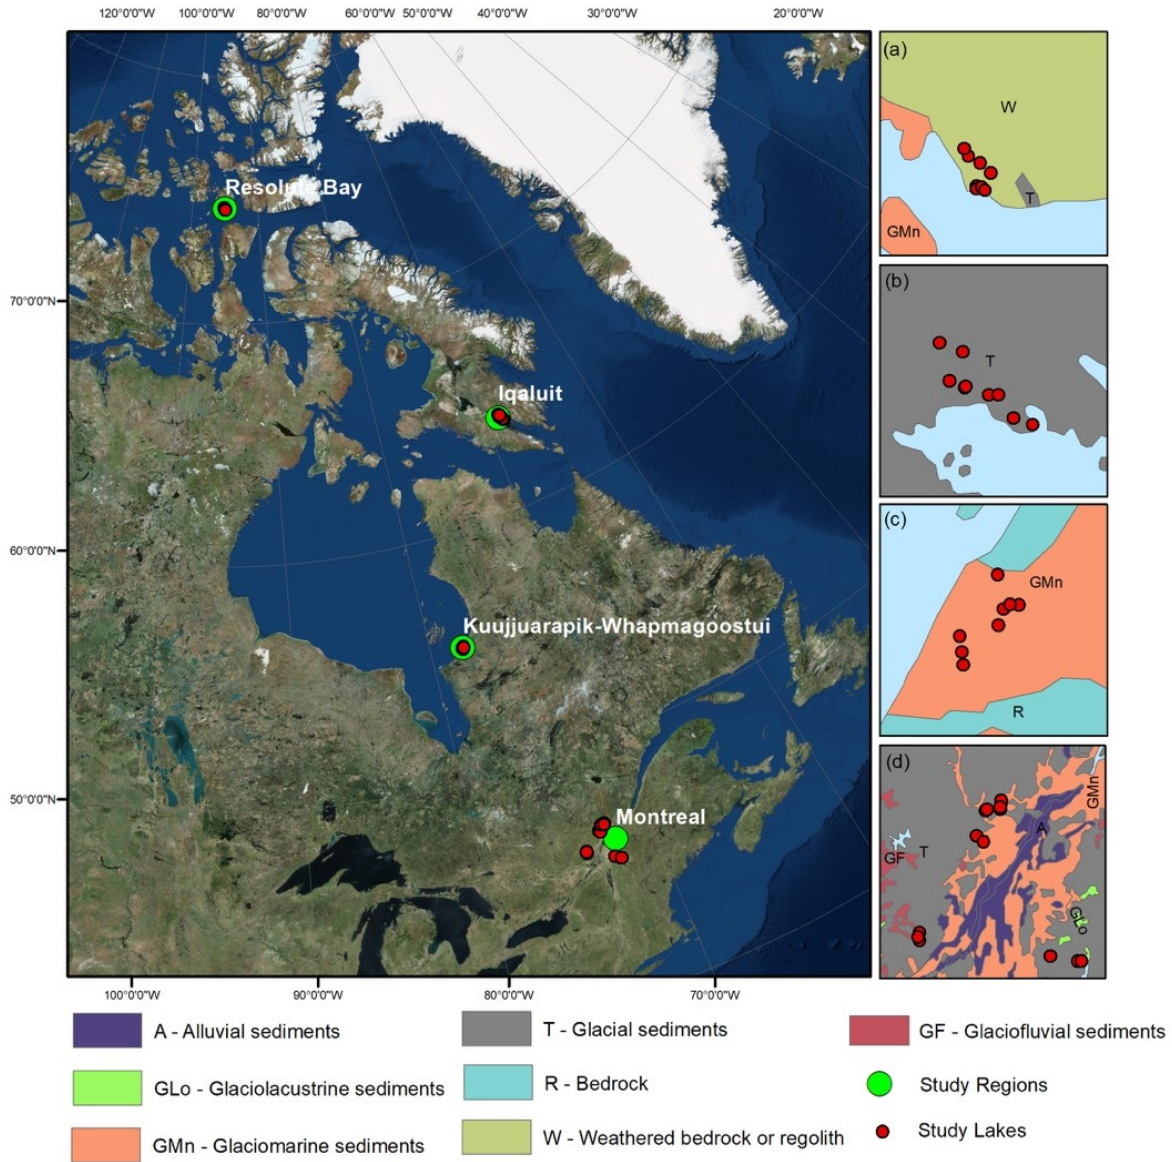 120°0'0"W 100°0'0"W 80°0'0"W 60°0'0"W 50°0'0"W 40°0'0"W 30°0'0"W 20°0'0"W
Resolute Bay
70°0'0"N
Iqaluit
60°0'0"N
Kuujjuarapik-Whapmagoostui
50°0'0"N
Montreal
100°0'0"W 90°0'0"W 80°0'0"W 70°0'0"W
(a)
W
T
GMn
(b)
T
(c)
GMn
R
(d)
GMn
A
GF T
GLo
A - Alluvial sediments
T - Glacial sediments
GF - Glaciofluvial sediments
GLo - Glaciolacustrine sediments
R - Bedrock
Study Regions
GMn - Glaciomarine sediments
W - Weathered bedrock or regolith
Study Lakes